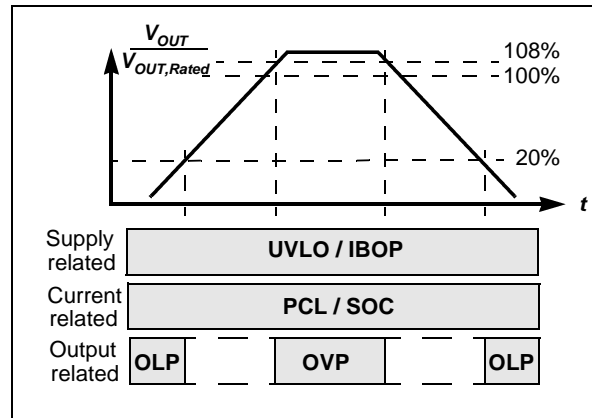 V_OUT
V_OUT,Rated
108%
100%
20%
t
Supply related
UVLO / IBOP
Current related
PCL / SOC
Output related
OLP
OVP
OLP